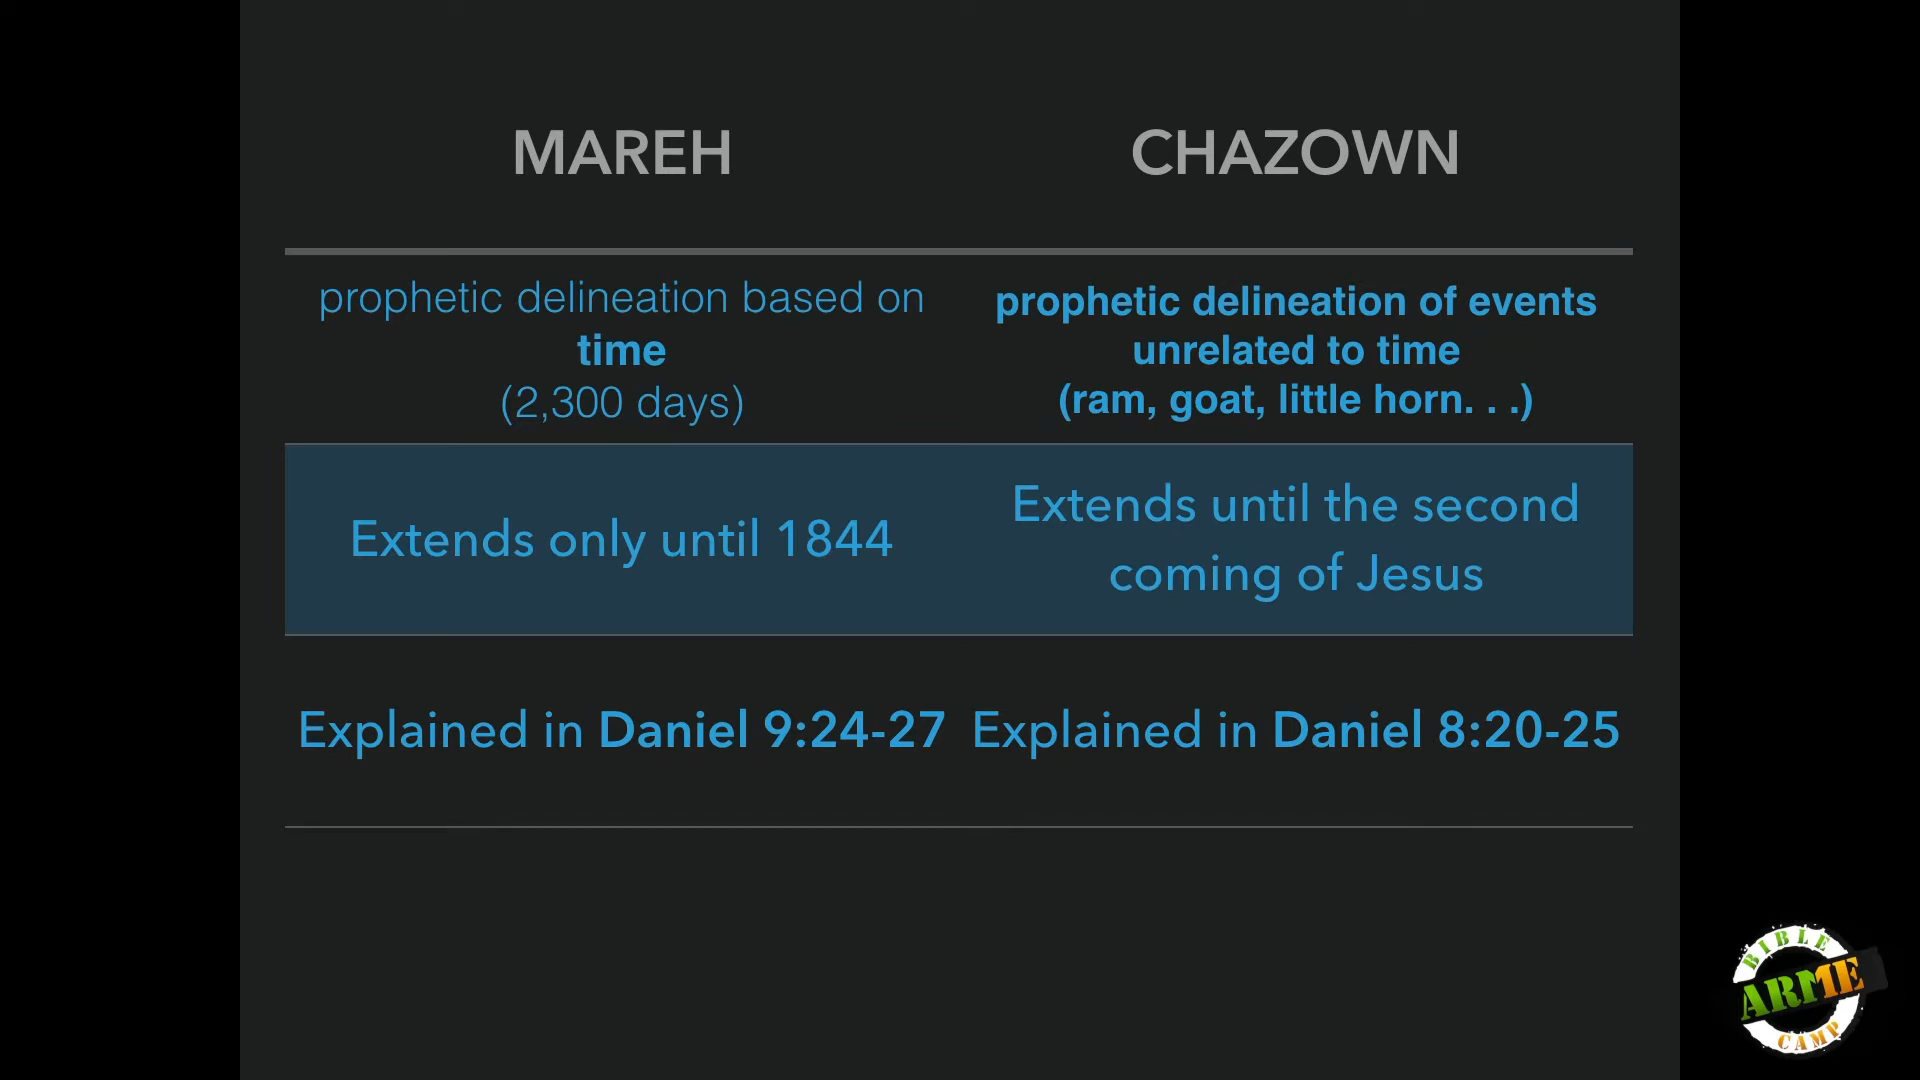 MAREH
CHAZOWN
prophetic delineation based on
time
(2,300 days)
prophetic delineation of events
unrelated to time
(ram, goat, little horn. . .)
Extends only until 1844
Extends until the second
coming of Jesus
Explained in Daniel 9:24-27
Explained in Daniel 8:20-25
BIBLE
ARME
CAMP